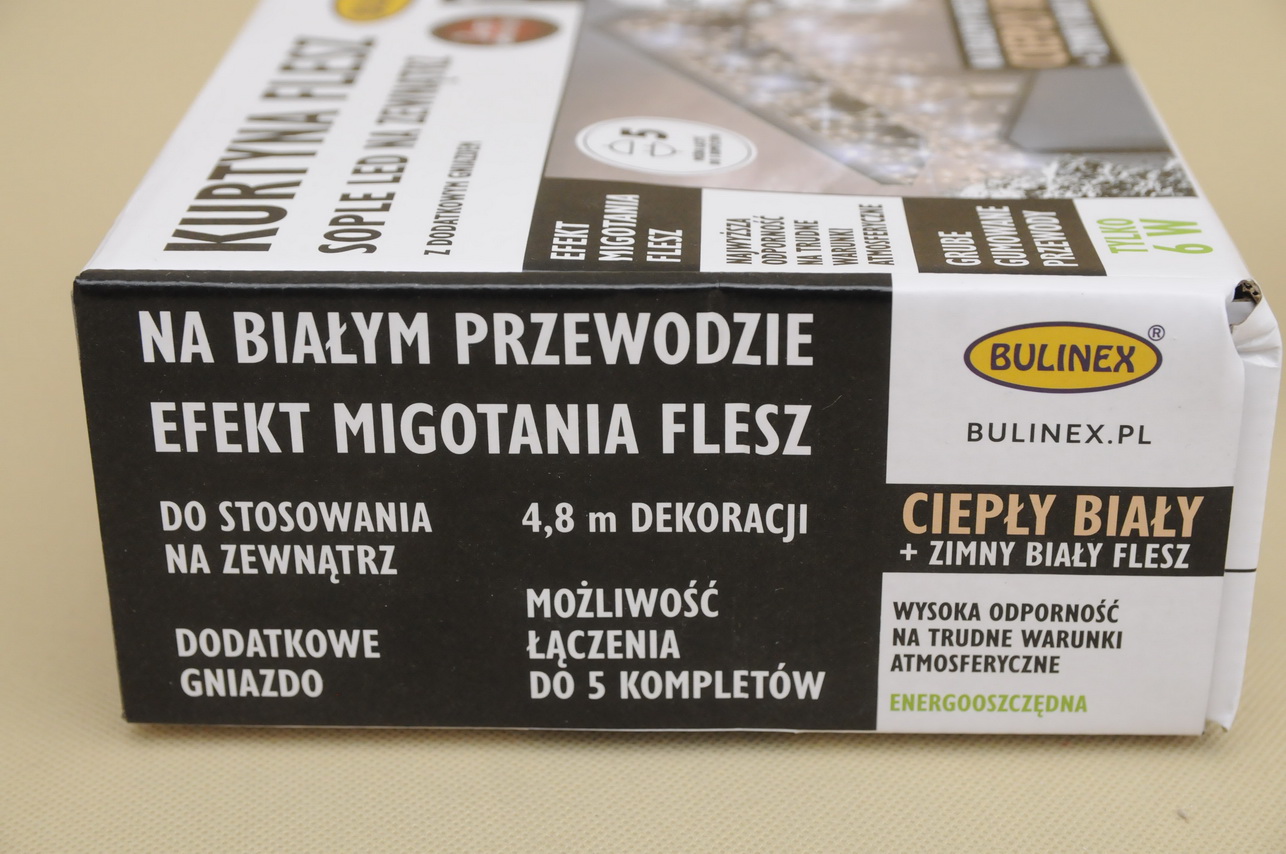 BULINEX
KURTYNA FLESZ
SOPLE LED NA ZEWNĄTRZ
Z DODATKOWYM GNIAZDEM
5
EFEKT
MIGOTANIA
FLESZ
NAJWYŻSZA
ODPORNOŚĆ
NA TRUDNE
WARUNKI
ATMOSFERYCZNE
GRUBE
GUMOWANE
PRZEWODY
TYLKO
6 W
NA BIAŁYM PRZEWODZIE
EFEKT MIGOTANIA FLESZ
DO STOSOWANIA
NA ZEWNĄTRZ
DODATKOWE
GNIAZDO
4,8 m DEKORACJI
MOŻLIWOŚĆ
ŁĄCZENIA
DO 5 KOMPLETÓW
BULINEX®
BULINEX.PL
CIEPŁY BIAŁY
+ ZIMNY BIAŁY FLESZ
WYSOKA ODPORNOŚĆ
NA TRUDNE WARUNKI
ATMOSFERYCZNE
ENERGOOSZCZĘDNA